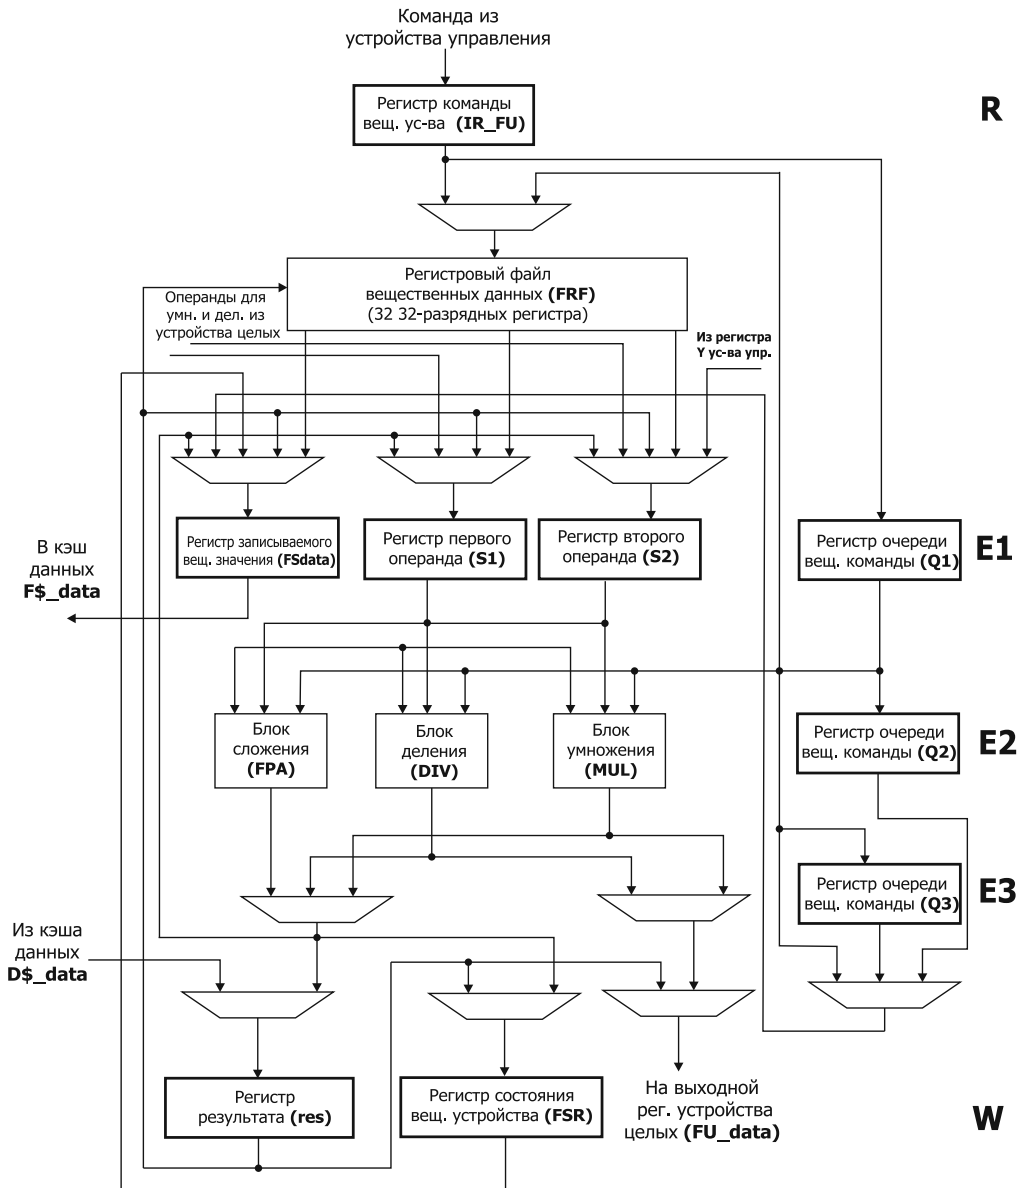 Команда из
устройства управления
Регистр команды
вещ. ус-ва (IR_FU)
R
Регистровый файл
вещественных данных (FRF)
(32 32-разрядных регистра)
Операнды для
умн. и дел. из
устройства целых
Из регистра
Y ус-ва упр.
Регистр записываемого
вещ. значения (FSdata)
Регистр первого
операнда (S1)
Регистр второго
операнда (S2)
Регистр очереди
вещ. команды (Q1)
E1
В кэш
данных
F$_data
Блок
сложения
(FPA)
Блок
деления
(DIV)
Блок
умножения
(MUL)
Регистр очереди
вещ. команды (Q2)
E2
Регистр очереди
вещ. команды (Q3)
E3
Из кэша
данных
D$_data
Регистр
результата (res)
Регистр состояния
вещ. устройства (FSR)
На выходной
рег. устройства
целых (FU_data)
W